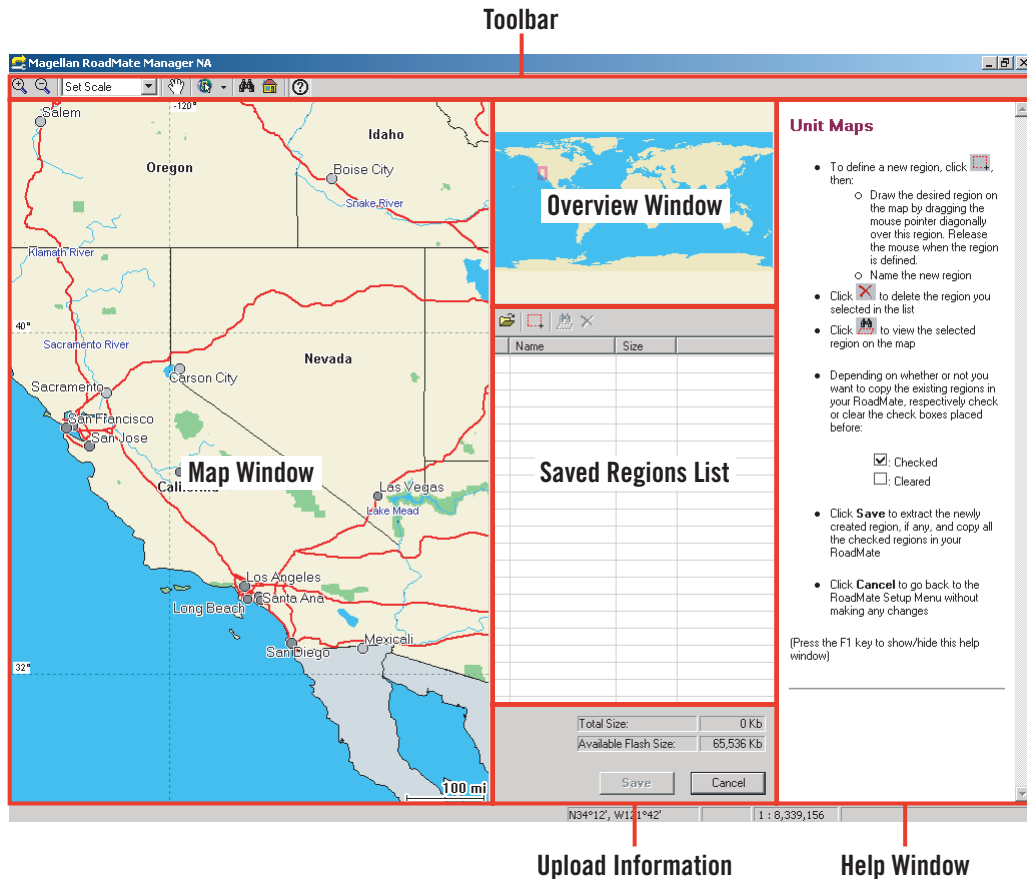 Toolbar
Magellan RoadMate Manager NA
Set Scale
-120°
Salem
Idaho
Oregon
Boise City
Snake River
Klamath River
40°
Sacramento River
Nevada
Carson City
Sacramento
San Francisco
San Jose
Map Window
California
Las Vegas
Lake Mead
Los Angeles
Long Beach
Santa Ana
San Diego
Mexicali
32°
100 mi
Overview Window
Name Size
Saved Regions List
Total Size: 0 Kb
Available Flash Size: 65,536 Kb
Save Cancel
Unit Maps
To define a new region, click ,
then:
Draw the desired region on
the map by dragging the
mouse pointer diagonally
over this region. Release
the mouse when the region
is defined.
Name the new region
Click to delete the region you
selected in the list
Click to view the selected
region on the map
Depending on whether or not you
want to copy the existing regions in
your RoadMate, respectively check
or clear the check boxes placed
before:
: Checked
: Cleared
Click Save to extract the newly
created region, if any, and copy all
the checked regions in your
RoadMate
Click Cancel to go back to the
RoadMate Setup Menu without
making any changes
(Press the F1 key to show/hide this help
window)
N34°12', W121°42' 1 : 8,339,156
Upload Information
Help Window